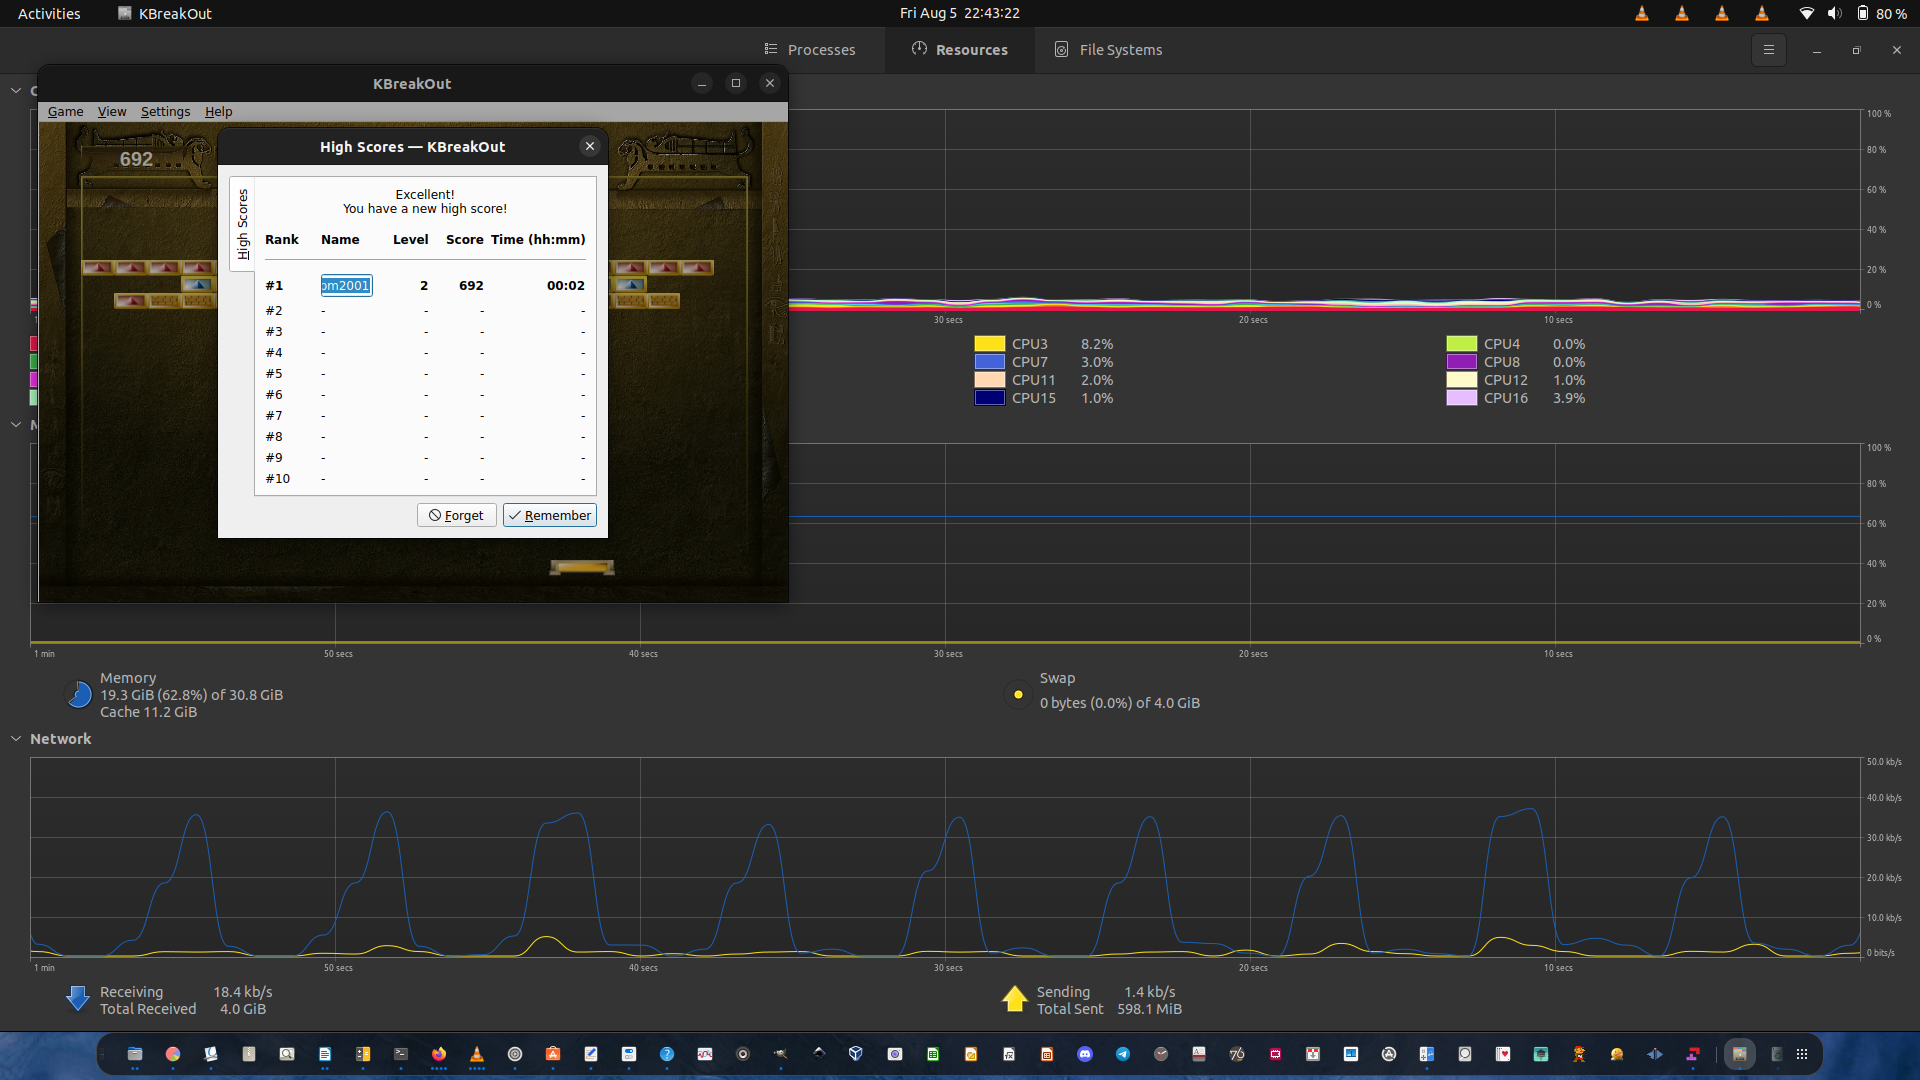 Activities KBreakOut Fri Aug 5 22:43:22 80 %
Processes Resources File Systems
KBreakOut
Game View Settings Help
692
High Scores — KBreakOut
High Scores
Excellent!
You have a new high score!
Rank Name Level Score Time (hh:mm)
#1 om2001 2 692 00:02
#2 - - - -
#3 - - - -
#4 - - - -
#5 - - - -
#6 - - - -
#7 - - - -
#8 - - - -
#9 - - - -
#10 - - - -
Forget Remember
100 %
80 %
60 %
40 %
20 %
0 %
30 secs 20 secs 10 secs
CPU3 8.2% CPU4 0.0%
CPU7 3.0% CPU8 0.0%
CPU11 2.0% CPU12 1.0%
CPU15 1.0% CPU16 3.9%
100 %
80 %
60 %
40 %
20 %
0 %
1 min 50 secs 40 secs 30 secs 20 secs 10 secs
Memory
19.3 GiB (62.8%) of 30.8 GiB
Cache 11.2 GiB
Swap
0 bytes (0.0%) of 4.0 GiB
Network
50.0 kb/s
40.0 kb/s
30.0 kb/s
20.0 kb/s
10.0 kb/s
0 bits/s
1 min 50 secs 40 secs 30 secs 20 secs 10 secs
Receiving 18.4 kb/s
Total Received 4.0 GiB
Sending 1.4 kb/s
Total Sent 598.1 MiB